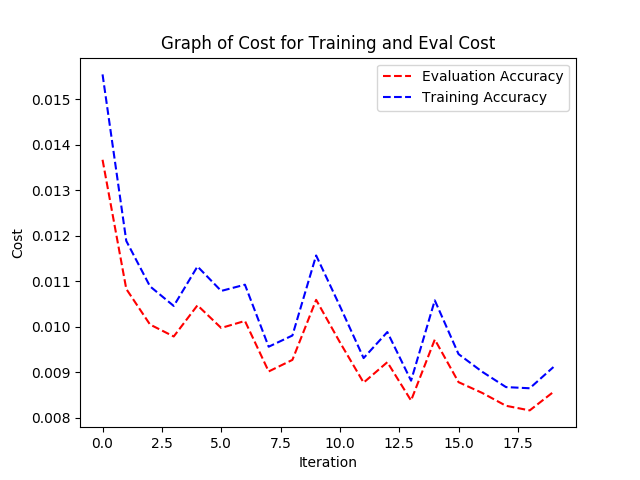 Graph of Cost for Training and Eval Cost
Evaluation Accuracy
Training Accuracy
Cost
0.015
0.014
0.013
0.012
0.011
0.010
0.009
0.008
0.0 2.5 5.0 7.5 10.0 12.5 15.0 17.5
Iteration